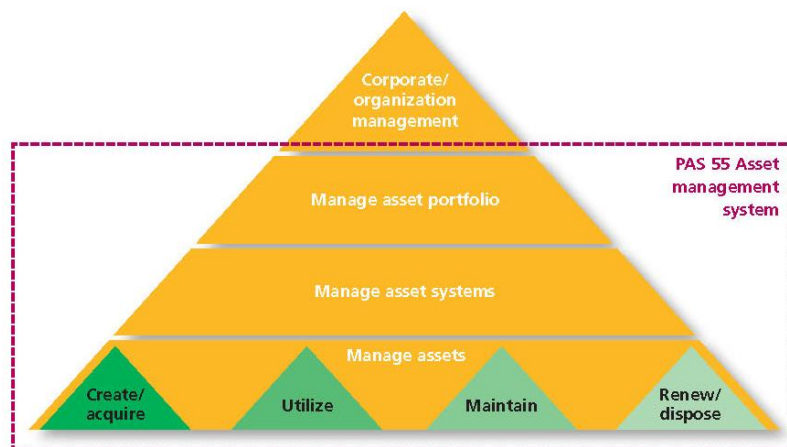 Corporate/
organization
management
PAS 55 Asset
management
system
Manage asset portfolio
Manage asset systems
Manage assets
Create/
acquire
Utilize
Maintain
Renew/
dispose